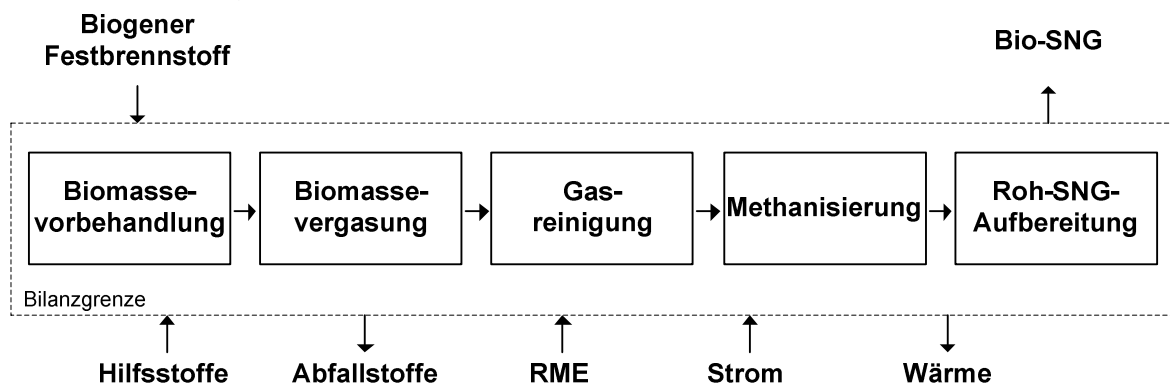 Biogener
Festbrennstoff
Bio-SNG
Biomasse-
vorbehandlung
Biomasse-
vergasung
Gas-
reinigung
Methanisierung
Roh-SNG-
Aufbereitung
Bilanzgrenze
Hilfsstoffe
Abfallstoffe
RME
Strom
Wärme